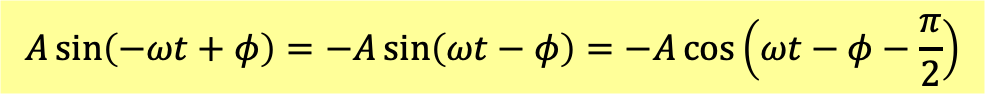 A sin(−ωt + ϕ) = −A sin(ωt − ϕ) = −A cos(ωt − ϕ − π/2)